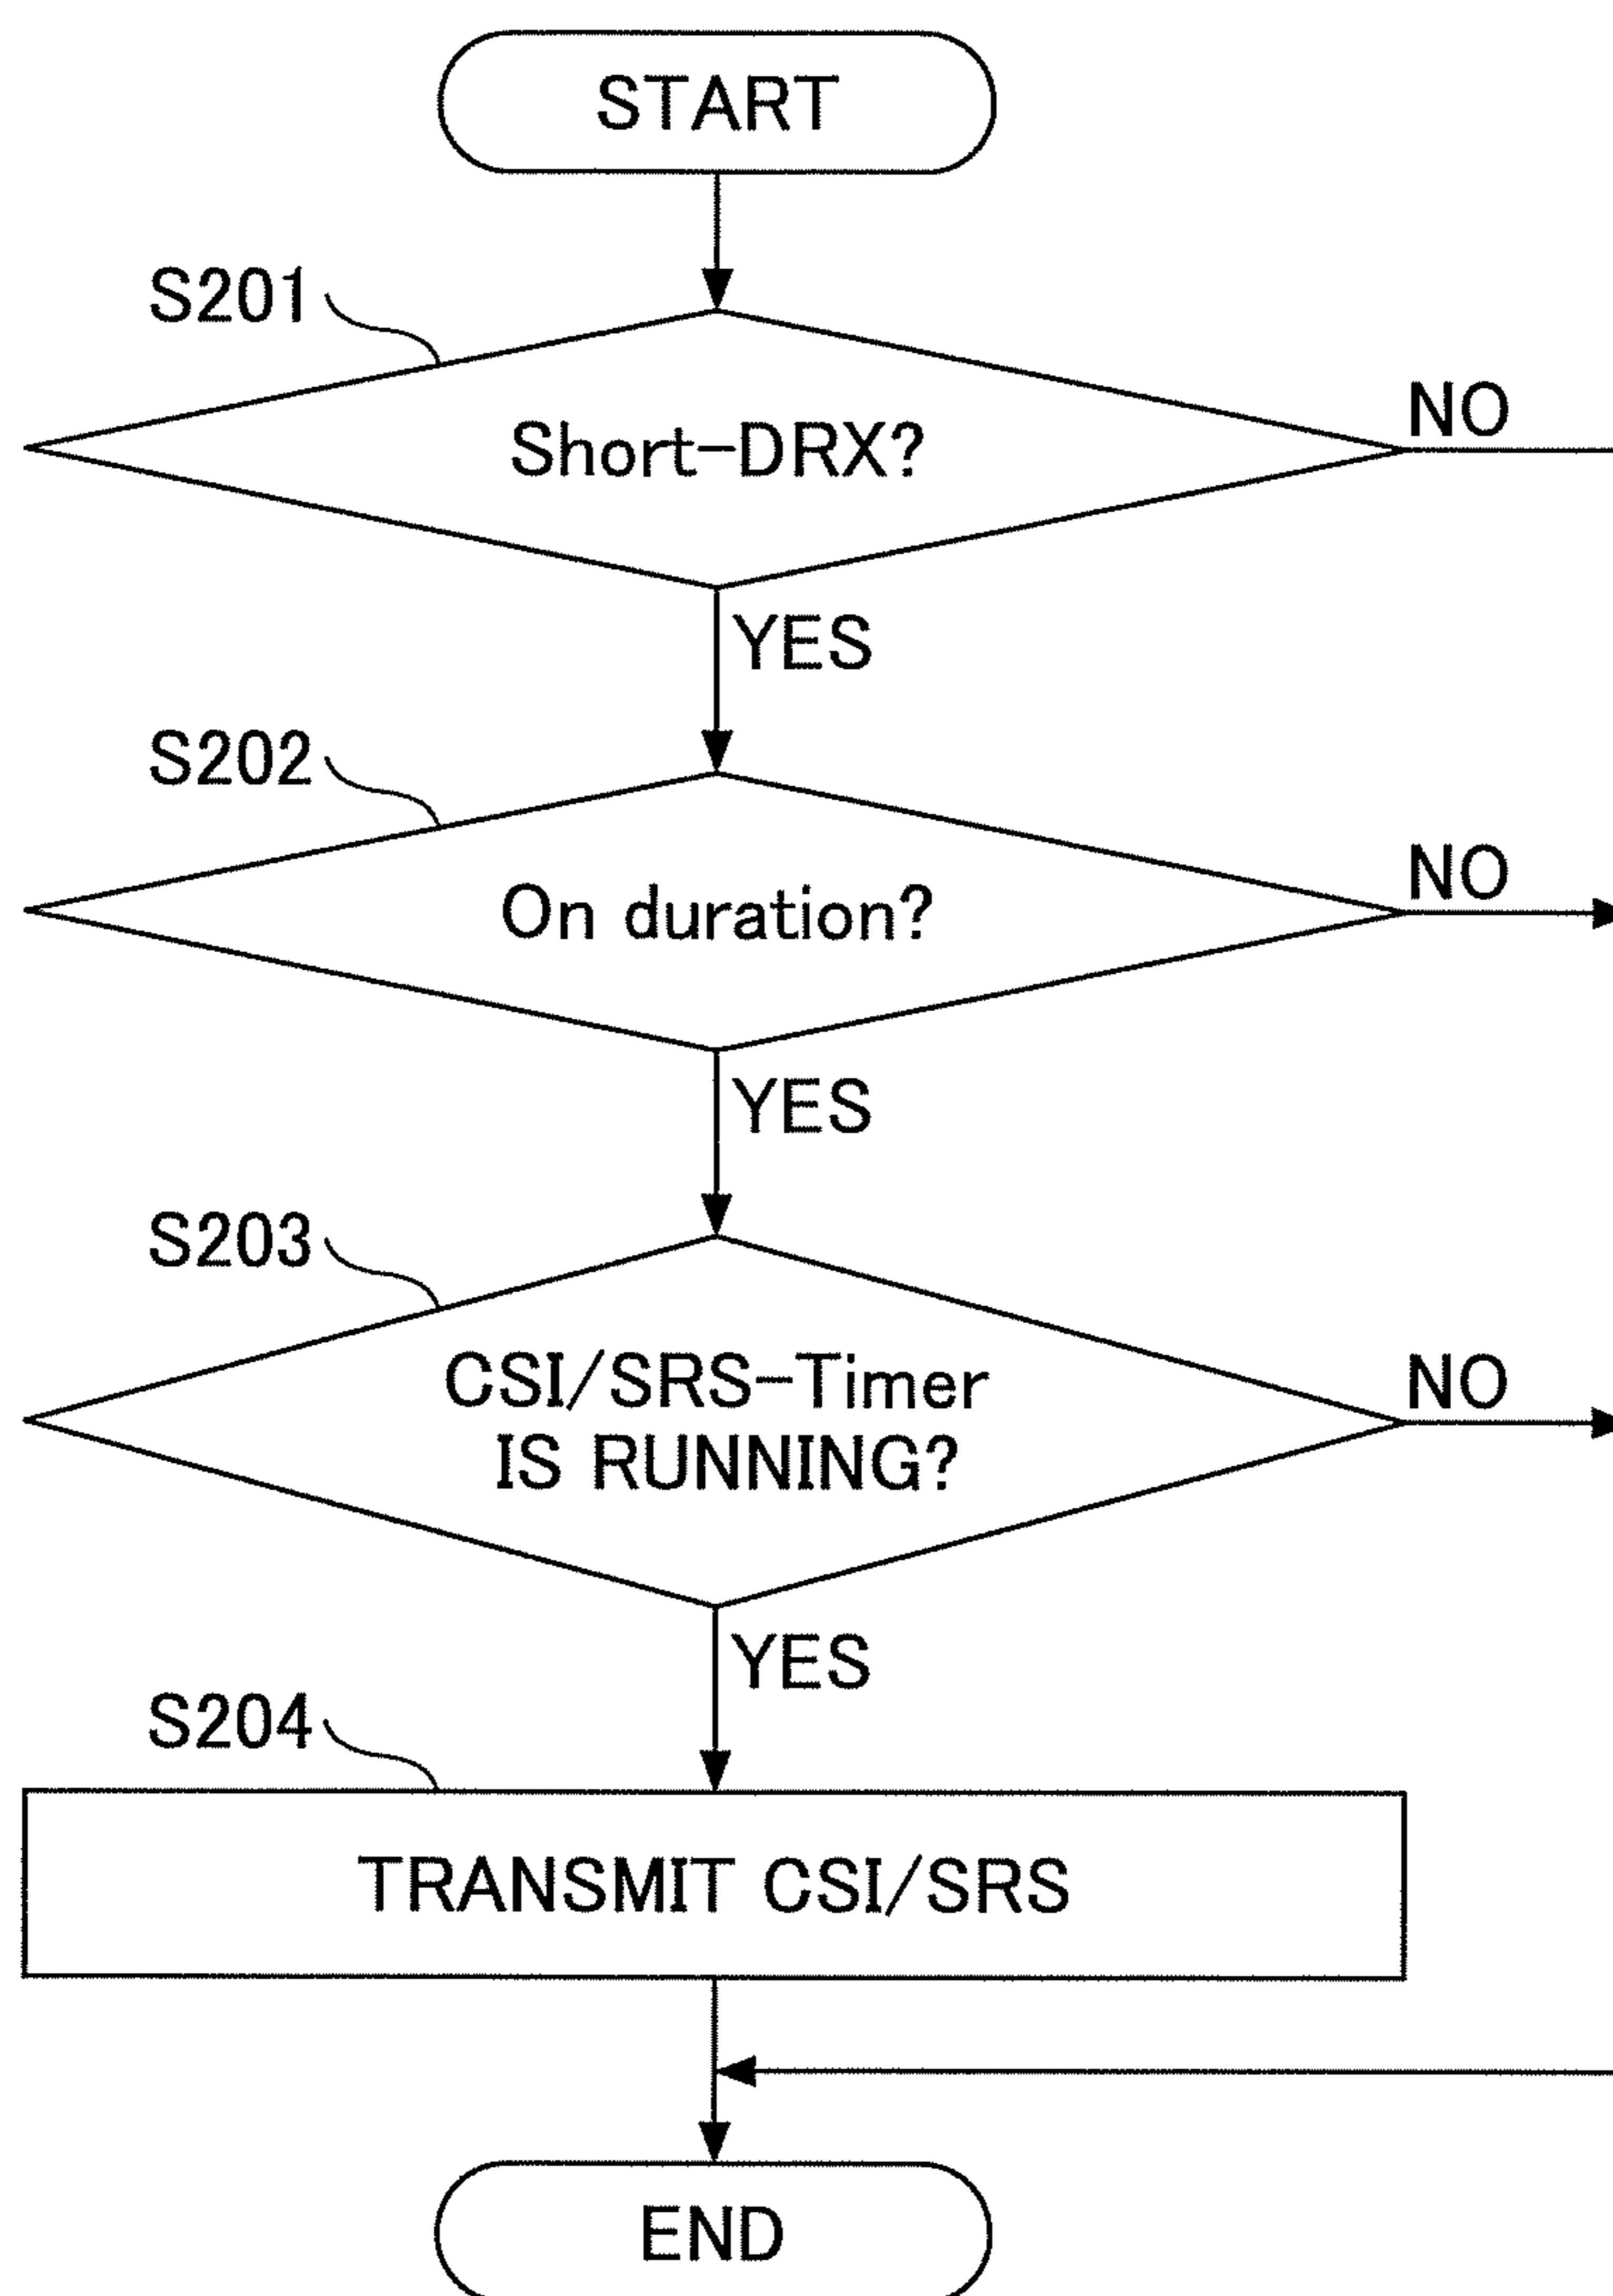 START
S201
Short-DRX?
NO
YES
S202
On duration?
NO
YES
S203
CSI/SRS-Timer
IS RUNNING?
NO
YES
S204
TRANSMIT CSI/SRS
END